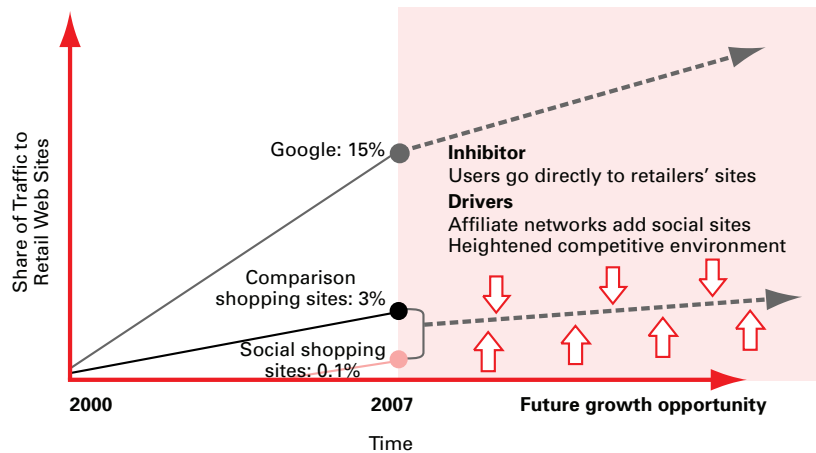 Share of Traffic to
Retail Web Sites
Google: 15%
Inhibitor
Users go directly to retailers’ sites
Drivers
Affiliate networks add social sites
Heightened competitive environment
Comparison
shopping sites: 3%
Social shopping
sites: 0.1%
2000
2007
Future growth opportunity
Time